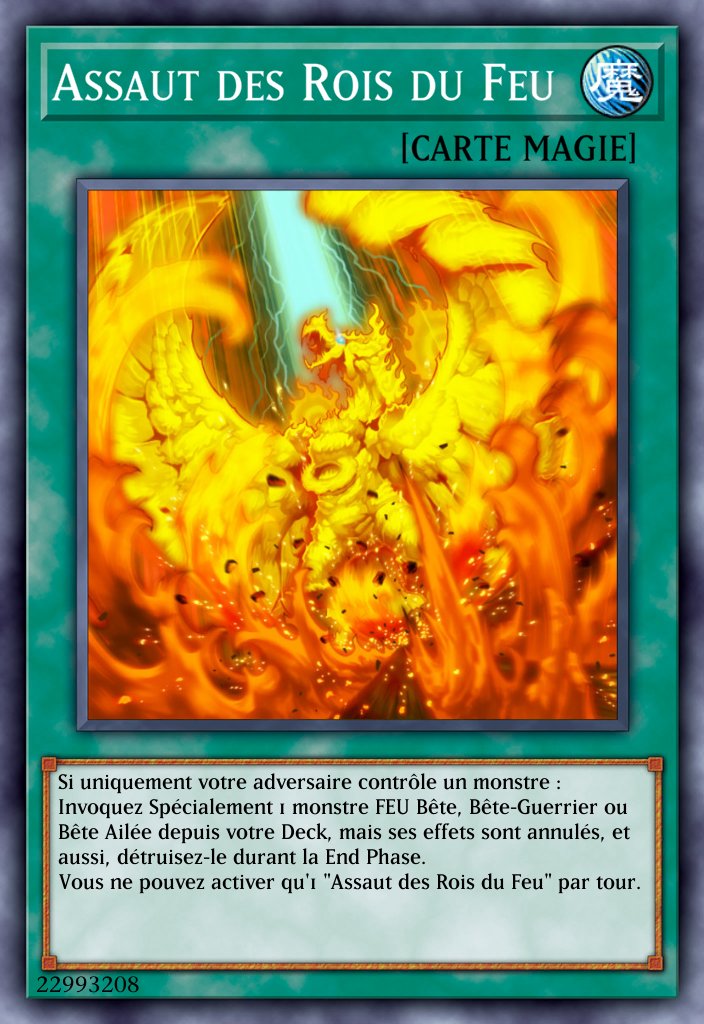 Assaut des Rois du Feu 魔
[CARTE MAGIE]
Si uniquement votre adversaire contrôle un monstre :
Invoquez Spécialement 1 monstre FEU Bête, Bête-Guerrier ou
Bête Ailée depuis votre Deck, mais ses effets sont annulés, et
aussi, détruisez-le durant la End Phase.
Vous ne pouvez activer qu'1 "Assaut des Rois du Feu" par tour.
22993208